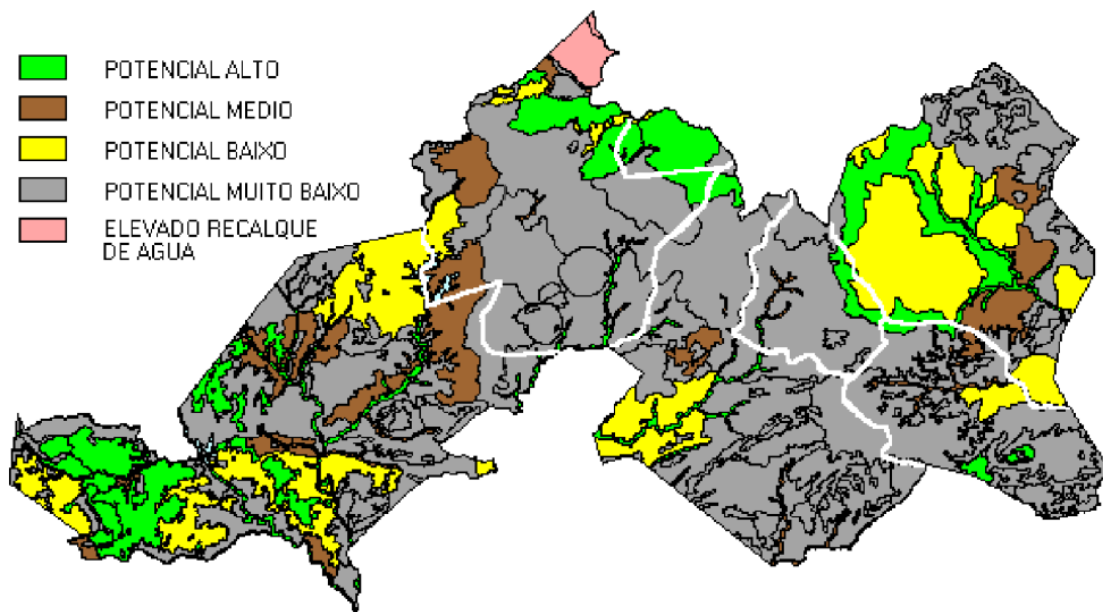 POTENCIAL ALTO
POTENCIAL MEDIO
POTENCIAL BAIXO
POTENCIAL MUITO BAIXO
ELEVADO RECALQUE
DE AGUA